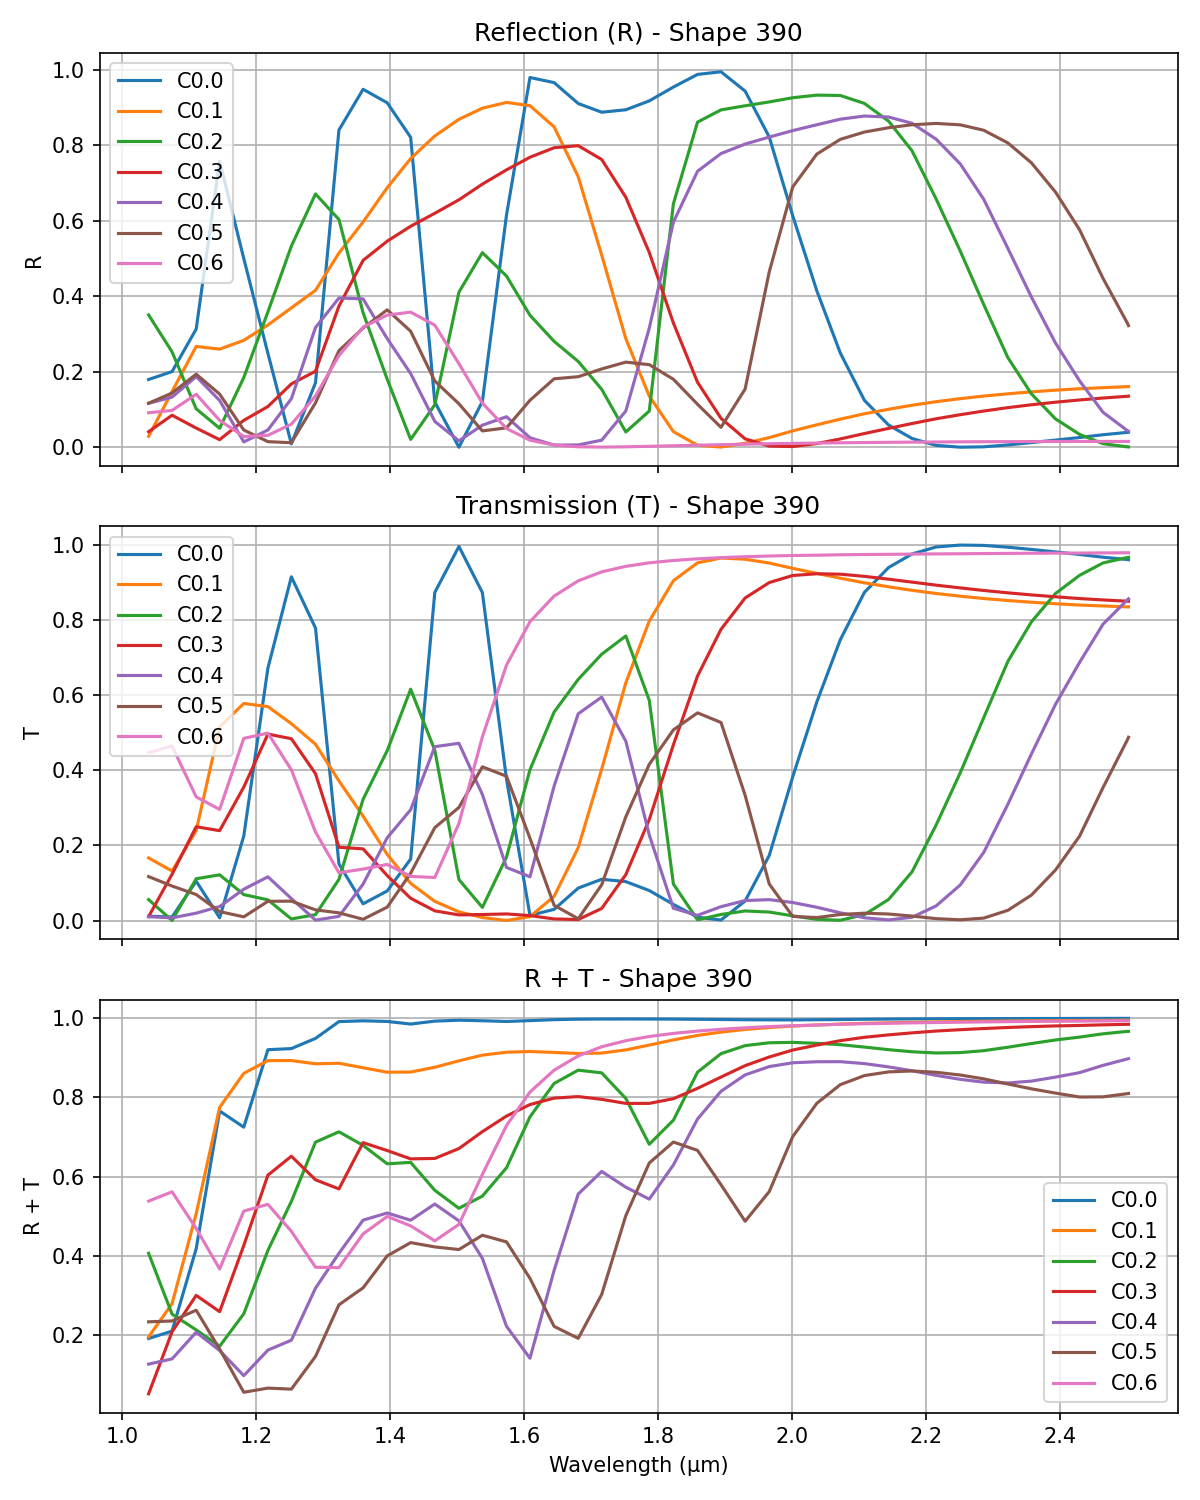 Reflection (R) - Shape 390
1.0
0.8
0.6
0.4
0.2
0.0
R
C0.0
C0.1
C0.2
C0.3
C0.4
C0.5
C0.6
Transmission (T) - Shape 390
1.0
0.8
0.6
0.4
0.2
0.0
T
C0.0
C0.1
C0.2
C0.3
C0.4
C0.5
C0.6
R + T - Shape 390
1.0
0.8
0.6
0.4
0.2
R + T
C0.0
C0.1
C0.2
C0.3
C0.4
C0.5
C0.6
1.0 1.2 1.4 1.6 1.8 2.0 2.2 2.4
Wavelength (μm)